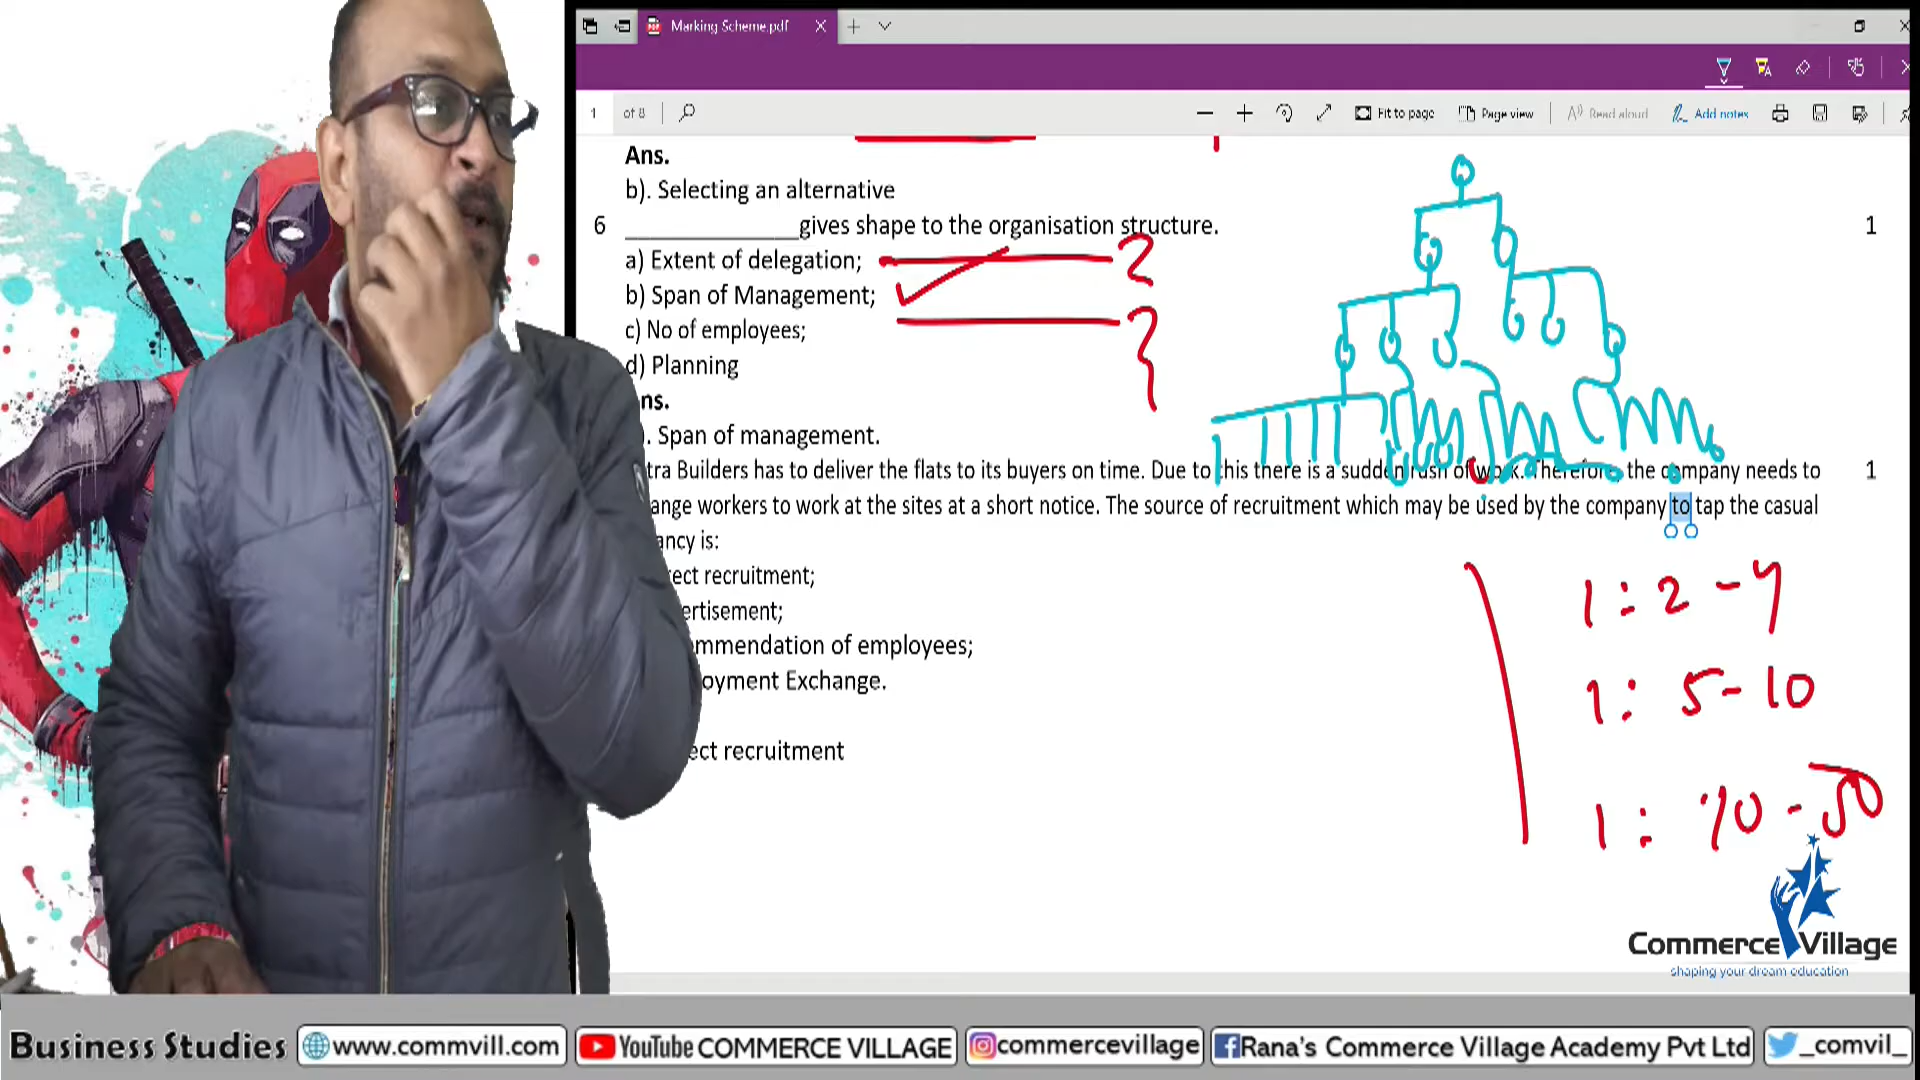 Marking Scheme.pdf
1 of 8
Fit to page
Page view
Read aloud
Add notes
Ans.
b). Selecting an alternative
6 _____________gives shape to the organisation structure. 1
a) Extent of delegation;
b) Span of Management;
c) No of employees;
d) Planning
ns.
). Span of management.
tra Builders has to deliver the flats to its buyers on time. Due to this there is a sudden rush of work. Therefore, the company needs to 1
ange workers to work at the sites at a short notice. The source of recruitment which may be used by the company to tap the casual
ancy is:
rect recruitment;
ertisement;
mmendation of employees;
oyment Exchange.
ect recruitment
1 : 2 - 4
1 : 5 - 10
1 : 10 - 50
Commerce Village
shaping your dream education
Business Studies
www.commvill.com
YouTube COMMERCE VILLAGE
commercevillage
Rana's Commerce Village Academy Pvt Ltd
_comvil_